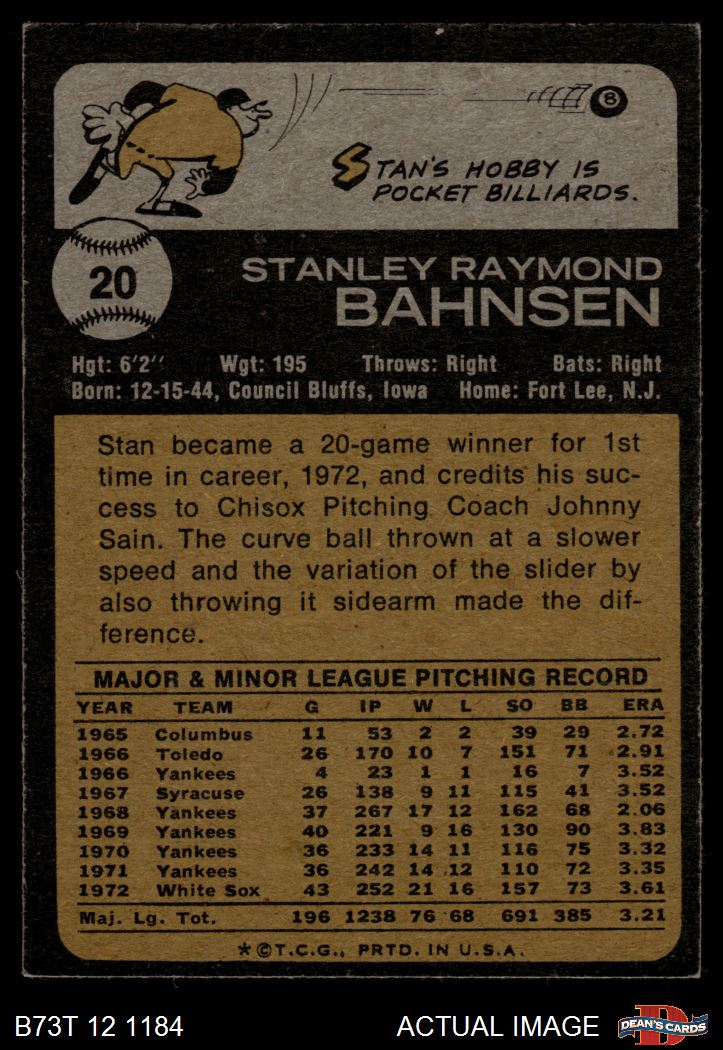 8
STAN'S HOBBY IS
POCKET BILLIARDS.
20
STANLEY RAYMOND
BAHNSEN
Hgt: 6'2'' Wgt: 195 Throws: Right Bats: Right
Born: 12-15-44, Council Bluffs, Iowa Home: Fort Lee, N.J.
Stan became a 20-game winner for 1st
time in career, 1972, and credits his suc-
cess to Chisox Pitching Coach Johnny
Sain. The curve ball thrown at a slower
speed and the variation of the slider by
also throwing it sidearm made the dif-
ference.
MAJOR & MINOR LEAGUE PITCHING RECORD
YEAR TEAM G IP W L SO BB ERA
1965 Columbus 11 53 2 2 39 29 2.72
1966 Toledo 26 170 10 7 151 71 2.91
1966 Yankees 4 23 1 1 16 7 3.52
1967 Syracuse 26 138 9 11 115 41 3.52
1968 Yankees 37 267 17 12 162 68 2.06
1969 Yankees 40 221 9 16 130 90 3.83
1970 Yankees 36 233 14 11 116 75 3.32
1971 Yankees 36 242 14 12 110 72 3.35
1972 White Sox 43 252 21 16 157 73 3.61
Maj. Lg. Tot. 196 1238 76 68 691 385 3.21
*©T.C.G., PRTD. IN U.S.A.
B73T 12 1184 ACTUAL IMAGE D DEAN'S CARDS